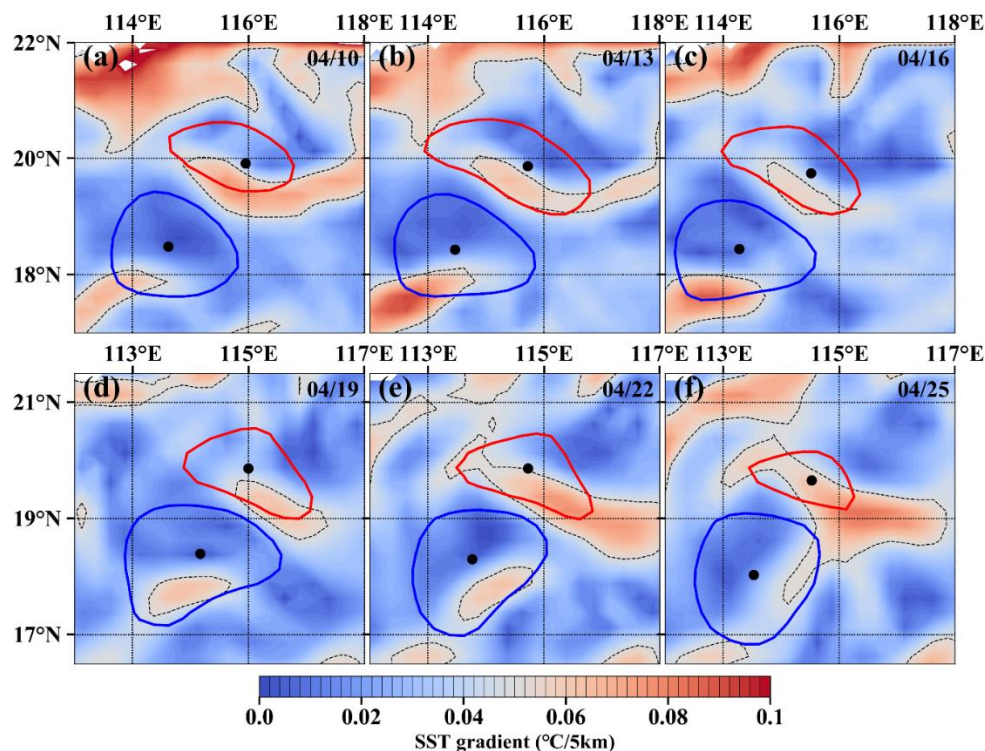 114°E 116°E 118°E 114°E 116°E 118°E 114°E 116°E 118°E
22°N (a) 04/10 (b) 04/13 (c) 04/16
20°N
18°N
113°E 115°E 117°E 113°E 115°E 117°E 113°E 115°E 117°E
21°N (d) 04/19 (e) 04/22 (f) 04/25
19°N
17°N
0.0 0.02 0.04 0.06 0.08 0.1
SST gradient (°C/5km)